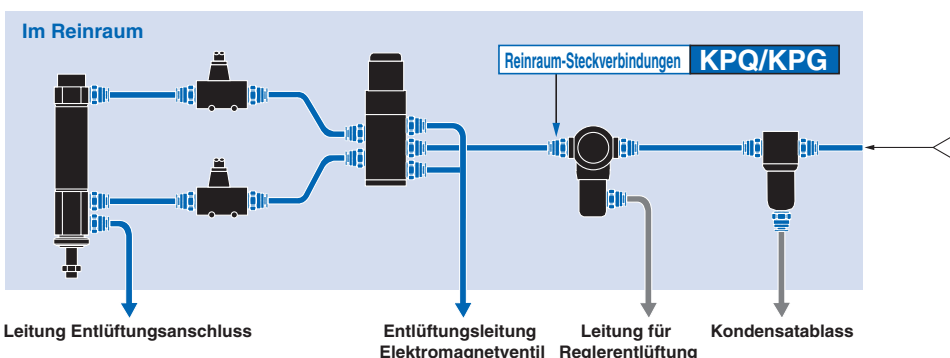 Im Reinraum
Reinraum-Steckverbindungen KPQ/KPG
Leitung Entlüftungsanschluss
Entlüftungsleitung
Elektromagnetventil
Leitung für
Reglerentlüftung
Kondensatablass